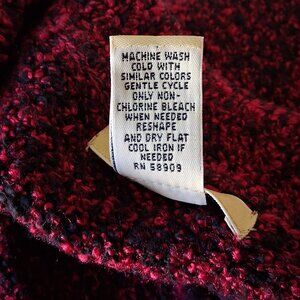 MACHINE WASH
COLD WITH
SIMILAR COLORS
GENTLE CYCLE
ONLY NON-
CHLORINE BLEACH
WHEN NEEDED
RESHAPE
AND DRY FLAT
COOL IRON IF
NEEDED
RN 58909